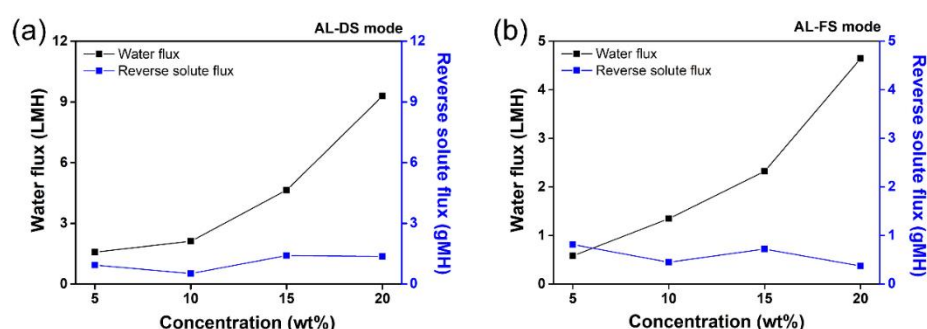 (a)
AL-DS mode
Water flux
Reverse solute flux
Water flux (LMH)
12
9
6
3
0
5 10 15 20
Concentration (wt%)
12
9
6
3
0
Reverse solute flux (gMH)
(b)
AL-FS mode
Water flux
Reverse solute flux
Water flux (LMH)
5
4
3
2
1
0
5 10 15 20
Concentration (wt%)
5
4
3
2
1
0
Reverse solute flux (gMH)